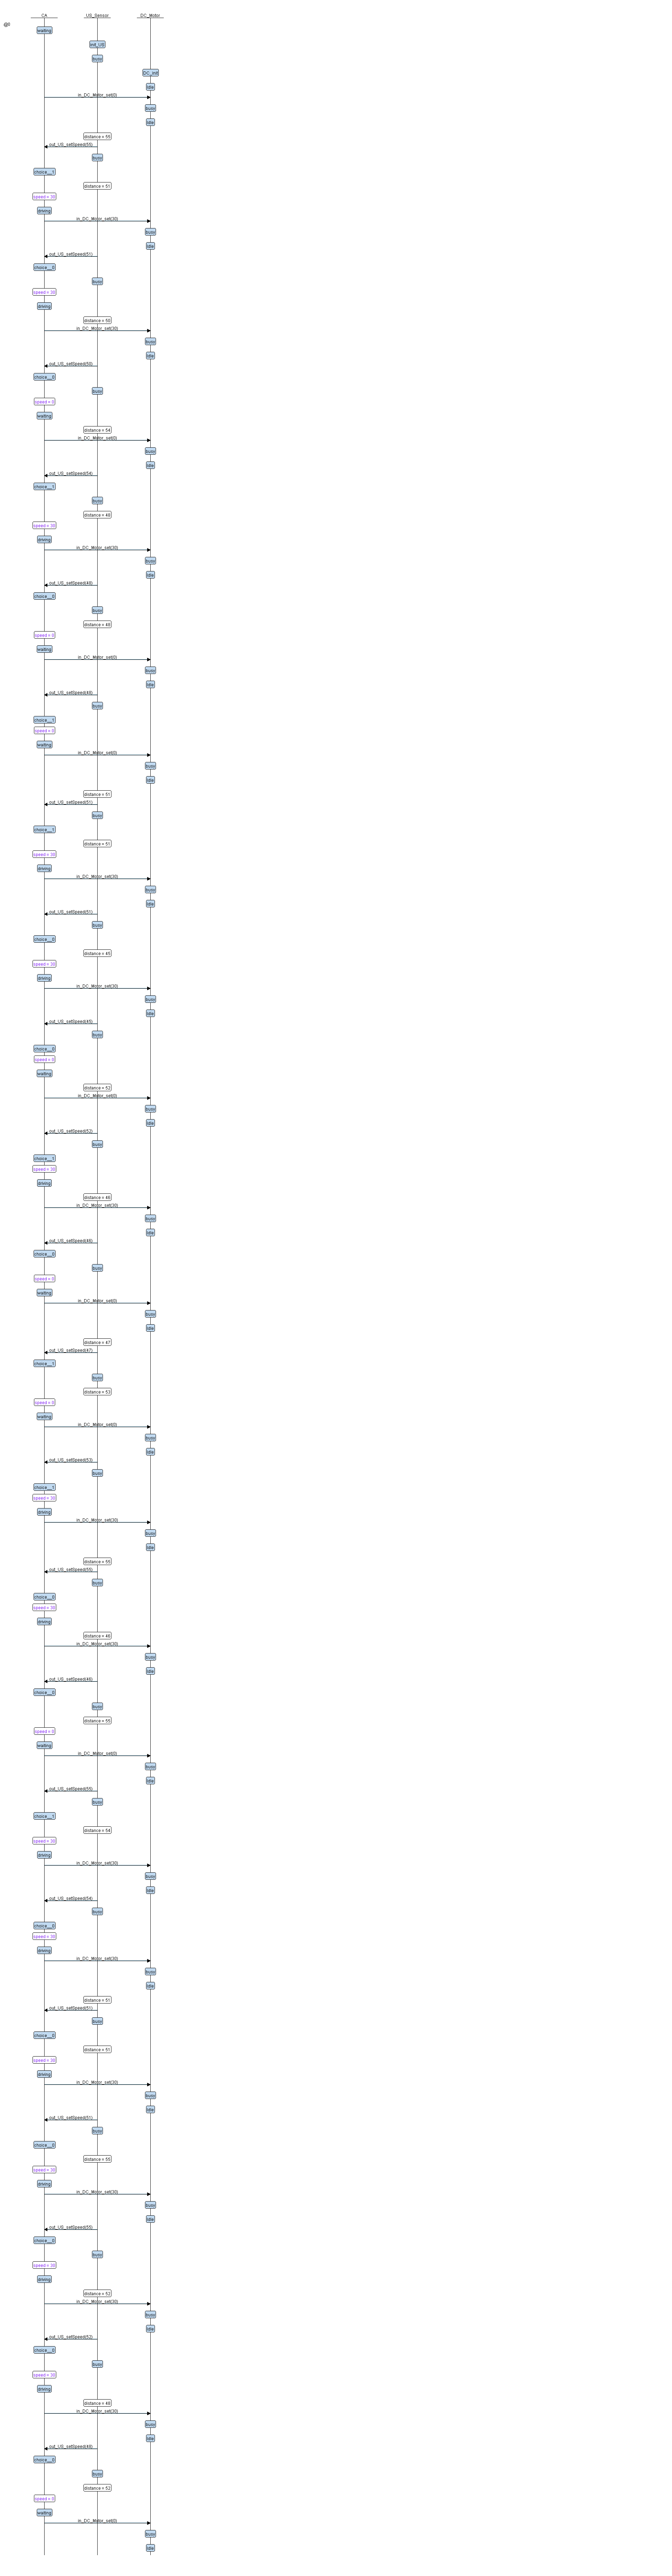 CA US_Sensor DC_Motor
@0
waiting
init_US
busy
DC_init
Idle
in_DC_Motor_set(0)
busy
Idle
distance = 55
out_US_setSpeed(55)
busy
choice__1
distance = 51
speed = 30
driving
in_DC_Motor_set(30)
busy
Idle
out_US_setSpeed(51)
choice__0
busy
speed = 30
driving
distance = 50
in_DC_Motor_set(30)
busy
Idle
out_US_setSpeed(50)
choice__0
busy
speed = 0
waiting
distance = 54
in_DC_Motor_set(0)
busy
Idle
out_US_setSpeed(54)
choice__1
busy
distance = 48
speed = 30
driving
in_DC_Motor_set(30)
busy
Idle
out_US_setSpeed(48)
choice__0
busy
distance = 48
speed = 0
waiting
in_DC_Motor_set(0)
busy
Idle
out_US_setSpeed(48)
busy
choice__1
speed = 0
waiting
in_DC_Motor_set(0)
busy
Idle
distance = 51
out_US_setSpeed(51)
busy
choice__1
distance = 51
speed = 30
driving
in_DC_Motor_set(30)
busy
Idle
out_US_setSpeed(51)
busy
choice__0
distance = 45
speed = 30
driving
in_DC_Motor_set(30)
busy
Idle
out_US_setSpeed(45)
busy
choice__0
speed = 0
waiting
distance = 52
in_DC_Motor_set(0)
busy
Idle
out_US_setSpeed(52)
busy
choice__1
speed = 30
driving
distance = 46
in_DC_Motor_set(30)
busy
Idle
out_US_setSpeed(46)
choice__0
busy
speed = 0
waiting
in_DC_Motor_set(0)
busy
Idle
distance = 47
out_US_setSpeed(47)
choice__1
busy
distance = 53
speed = 0
waiting
in_DC_Motor_set(0)
busy
Idle
out_US_setSpeed(53)
busy
choice__1
speed = 30
driving
in_DC_Motor_set(30)
busy
Idle
distance = 55
out_US_setSpeed(55)
busy
choice__0
speed = 30
driving
distance = 46
in_DC_Motor_set(30)
busy
Idle
out_US_setSpeed(46)
choice__0
busy
distance = 55
speed = 0
waiting
in_DC_Motor_set(0)
busy
Idle
out_US_setSpeed(55)
busy
choice__1
distance = 54
speed = 30
driving
in_DC_Motor_set(30)
busy
Idle
out_US_setSpeed(54)
busy
choice__0
speed = 30
driving
in_DC_Motor_set(30)
busy
Idle
distance = 51
out_US_setSpeed(51)
busy
choice__0
distance = 51
speed = 30
driving
in_DC_Motor_set(30)
busy
Idle
out_US_setSpeed(51)
busy
choice__0
distance = 55
speed = 30
driving
in_DC_Motor_set(30)
busy
Idle
out_US_setSpeed(55)
choice__0
busy
speed = 30
driving
distance = 52
in_DC_Motor_set(30)
busy
Idle
out_US_setSpeed(52)
choice__0
busy
speed = 30
driving
distance = 48
in_DC_Motor_set(30)
busy
Idle
out_US_setSpeed(48)
choice__0
busy
distance = 52
speed = 0
waiting
in_DC_Motor_set(0)
busy
Idle